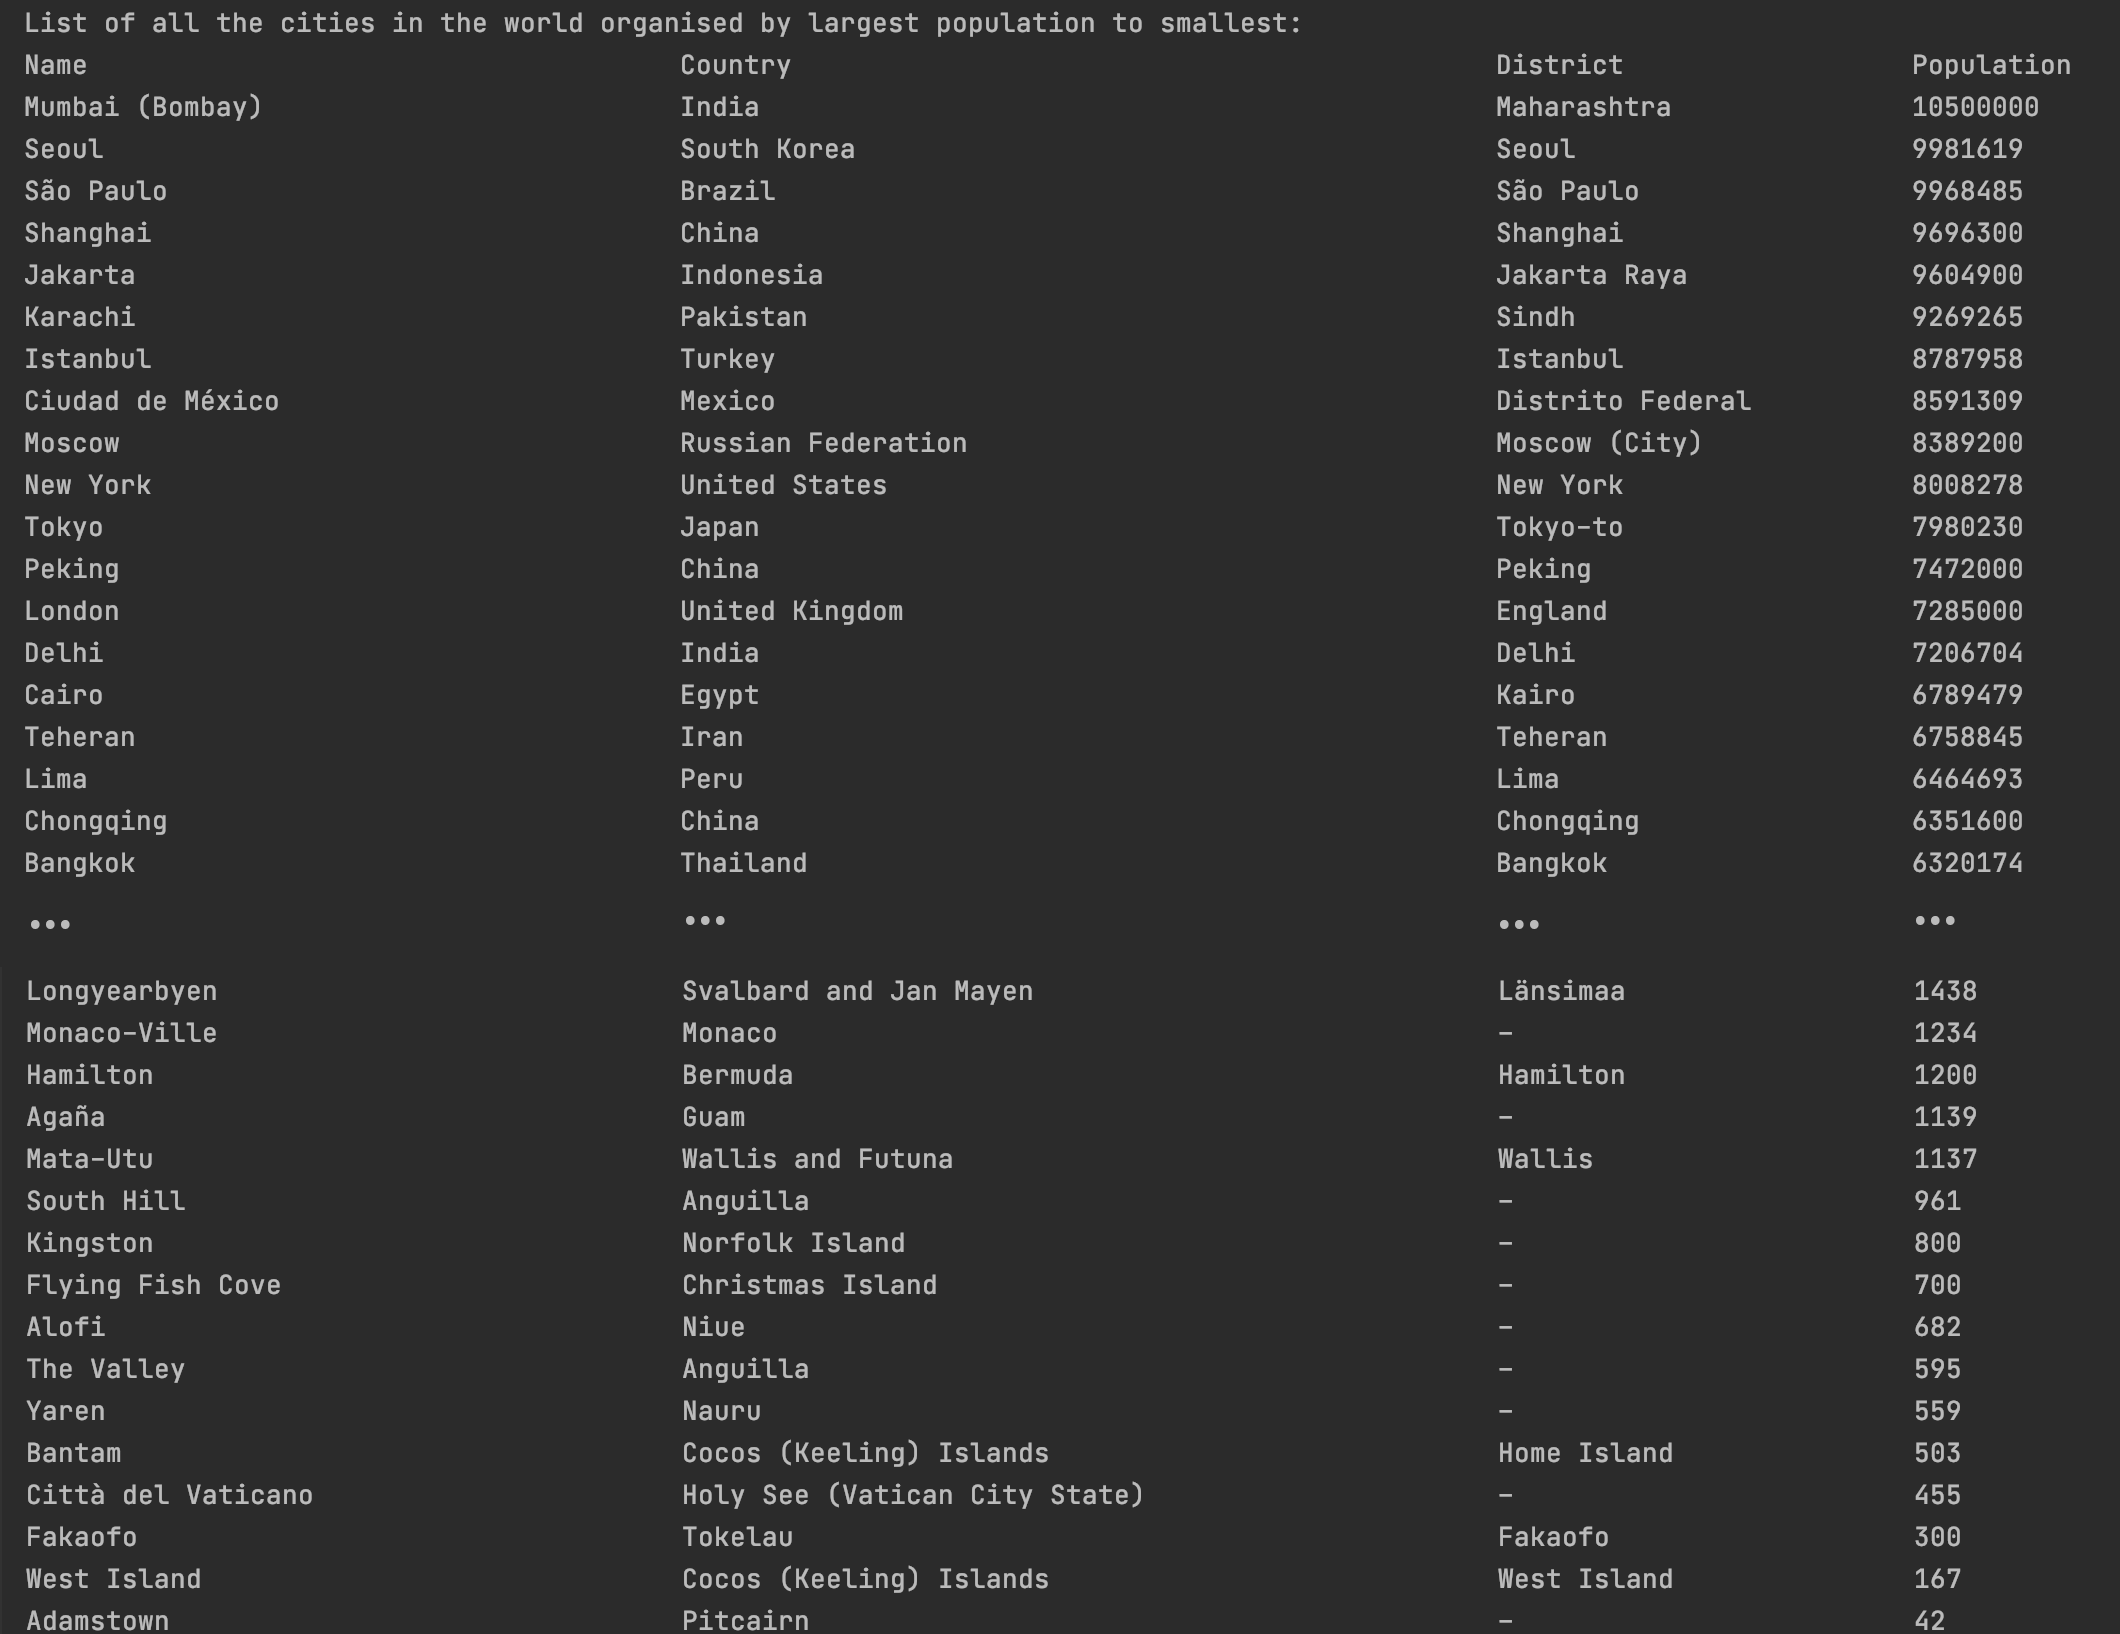 List of all the cities in the world organised by largest population to smallest:
Name Country District Population
Mumbai (Bombay) India Maharashtra 10500000
Seoul South Korea Seoul 9981619
São Paulo Brazil São Paulo 9968485
Shanghai China Shanghai 9696300
Jakarta Indonesia Jakarta Raya 9604900
Karachi Pakistan Sindh 9269265
Istanbul Turkey Istanbul 8787958
Ciudad de México Mexico Distrito Federal 8591309
Moscow Russian Federation Moscow (City) 8389200
New York United States New York 8008278
Tokyo Japan Tokyo-to 7980230
Peking China Peking 7472000
London United Kingdom England 7285000
Delhi India Delhi 7206704
Cairo Egypt Kairo 6789479
Teheran Iran Teheran 6758845
Lima Peru Lima 6464693
Chongqing China Chongqing 6351600
Bangkok Thailand Bangkok 6320174
... ... ... ...
Longyearbyen Svalbard and Jan Mayen Länsimaa 1438
Monaco-Ville Monaco – 1234
Hamilton Bermuda Hamilton 1200
Agaña Guam – 1139
Mata-Utu Wallis and Futuna Wallis 1137
South Hill Anguilla – 961
Kingston Norfolk Island – 800
Flying Fish Cove Christmas Island – 700
Alofi Niue – 682
The Valley Anguilla – 595
Yaren Nauru – 559
Bantam Cocos (Keeling) Islands Home Island 503
Città del Vaticano Holy See (Vatican City State) – 455
Fakaofo Tokelau Fakaofo 300
West Island Cocos (Keeling) Islands West Island 167
Adamstown Pitcairn – 42